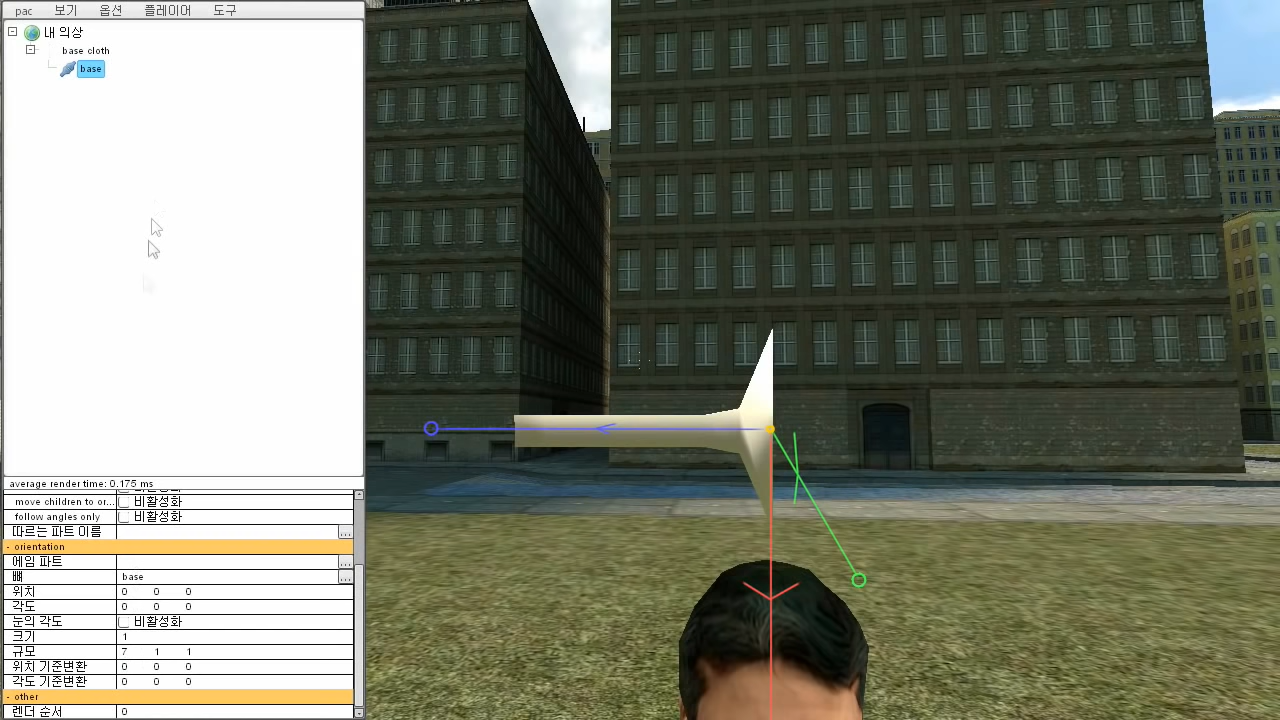 pac 보기 옵션 플레이어 도구
내 의상
base cloth
base
average render time: 0.175 ms
비활성화
move children to or... 비활성화
follow angles only 비활성화
따르는 파트 이름 ...
- orientation
에임 파트 ...
뼈 base ...
위치 0 0 0
각도 0 0 0
눈의 각도 비활성화
크기 1
규모 7 1 1
위치 기준변환 0 0 0
각도 기준변환 0 0 0
- other
렌더 순서 0